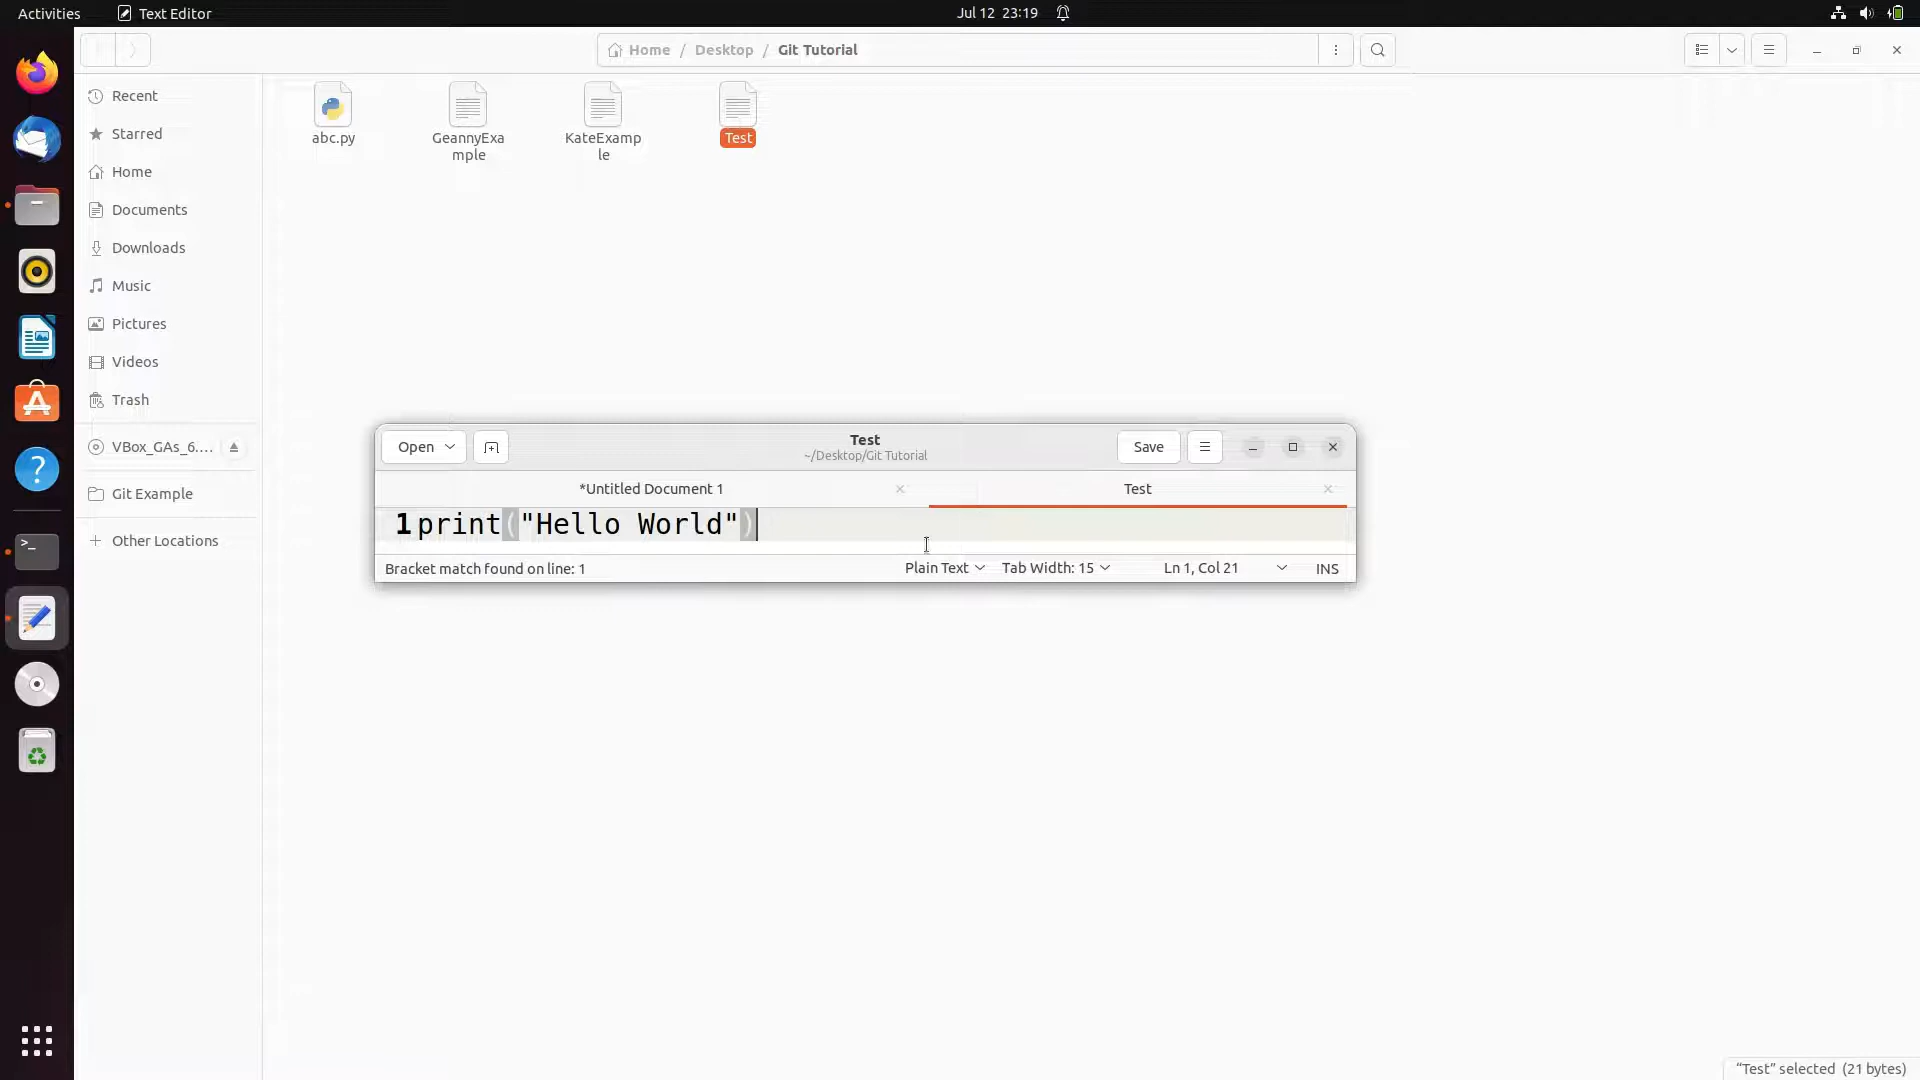 Activities Text Editor Jul 12 23:19
Home / Desktop / Git Tutorial
Recent
Starred
Home
Documents
Downloads
Music
Pictures
Videos
Trash
VBox_GAs_6....
Git Example
+ Other Locations
abc.py
GeannyExa
mple
KateExamp
le
Test
Open
Test
~/Desktop/Git Tutorial
Save
*Untitled Document 1
Test
1 print("Hello World")
Bracket match found on line: 1
Plain Text
Tab Width: 15
Ln 1, Col 21
INS
"Test" selected (21 bytes)